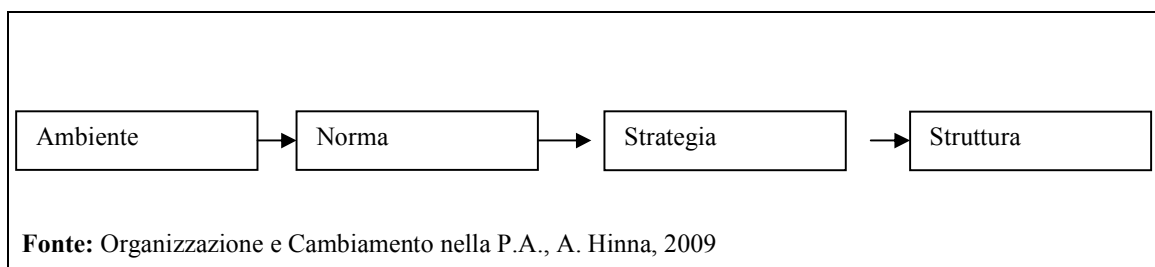 Ambiente Norma Strategia Struttura
Fonte: Organizzazione e Cambiamento nella P.A., A. Hinna, 2009